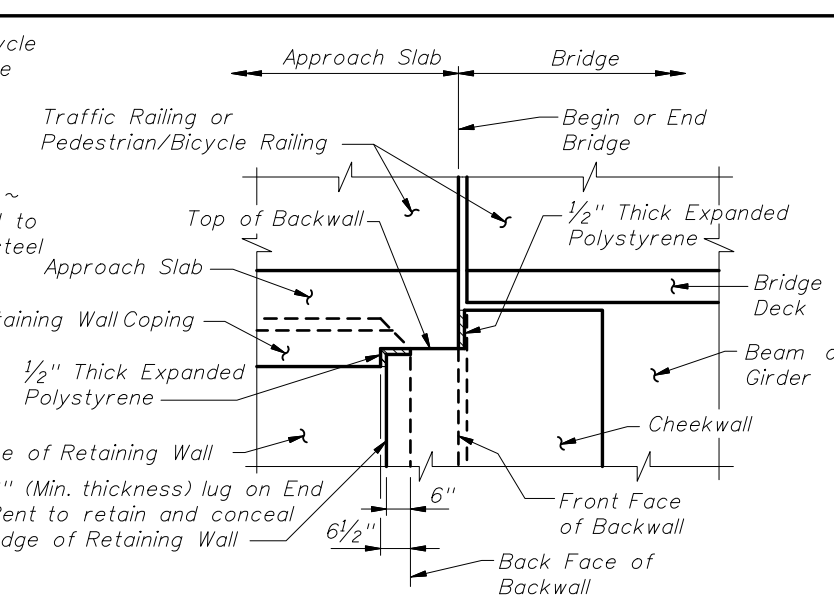 Approach Slab
Bridge
Traffic Railing or
Pedestrian/Bicycle Railing
Begin or End
Bridge
to
Top of Backwall
½" Thick Expanded
Polystyrene
Approach Slab
Bridge
Deck
Wall Coping
½" Thick Expanded
Polystyrene
Beam
Girder
Cheekwall
of Retaining Wall
(Min. thickness) lug on End
to retain and conceal
of Retaining Wall
6"
6½"
Front Face
of Backwall
Back Face of
Backwall